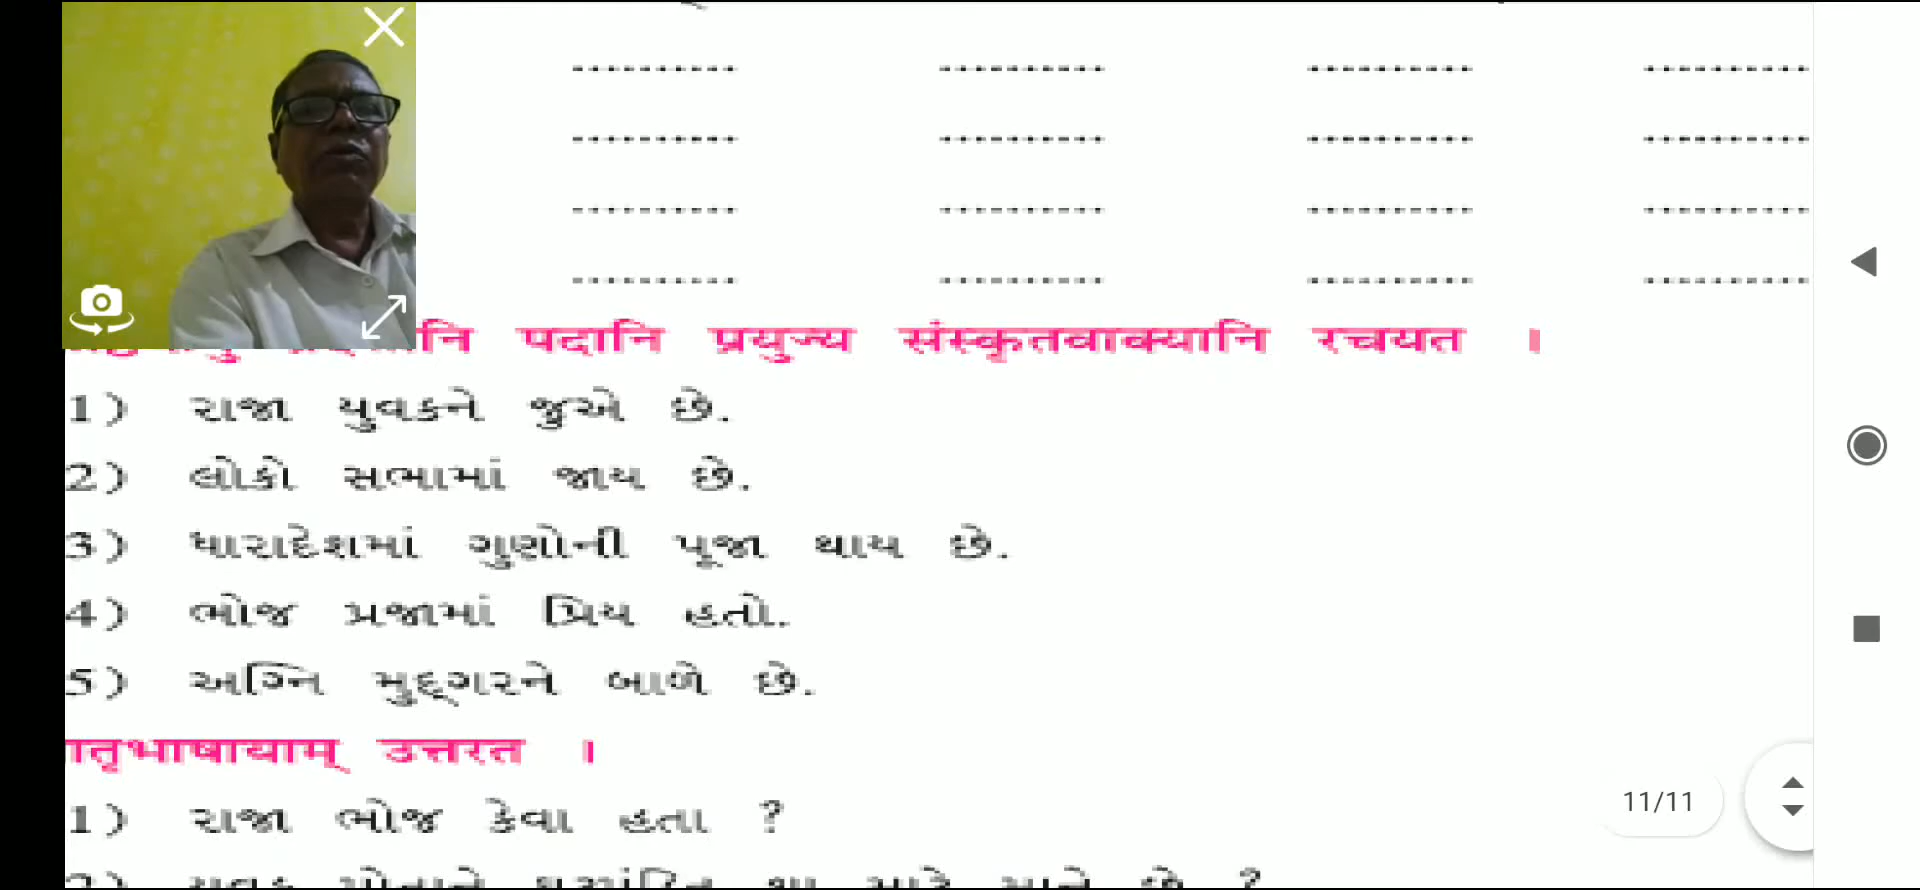 पदानि प्रयुज्य संस्कृतवाक्यानि रचयत ।
1) રાજા યુવકને જુએ છે.
2) લોકો સભામાં જાય છે.
3) ધારાદેશમાં ગુણોની પૂજા થાય છે.
4) ભોજ પ્રજામાં પ્રિય હતો.
5) અગ્નિ મુદ્ગરને બાળે છે.
ातृभाषायाम् उत्तरत ।
1) રાજા ભોજ કેવા હતા ?
11/11